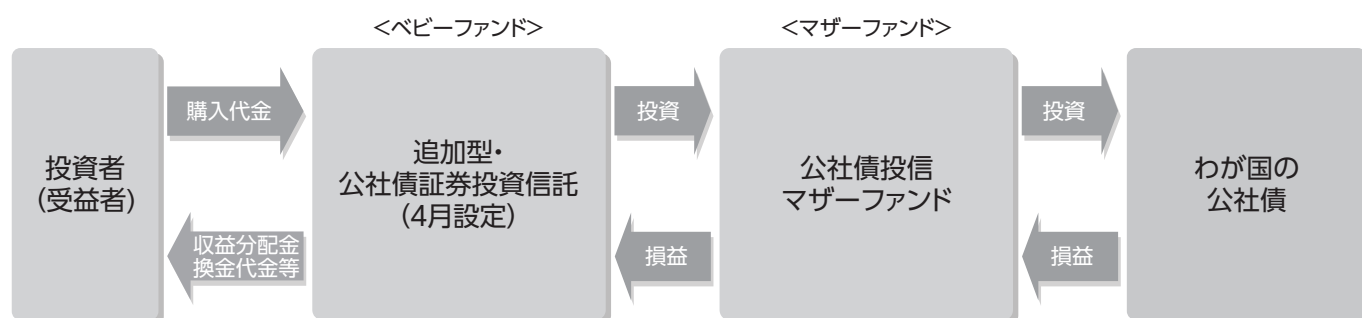 <ベビーファンド>
<マザーファンド>
投資者
(受益者)
購入代金
収益分配金
換金代金等
追加型・
公社債証券投資信託
(4月設定)
投資
損益
公社債投信
マザーファンド
投資
損益
わが国の
公社債